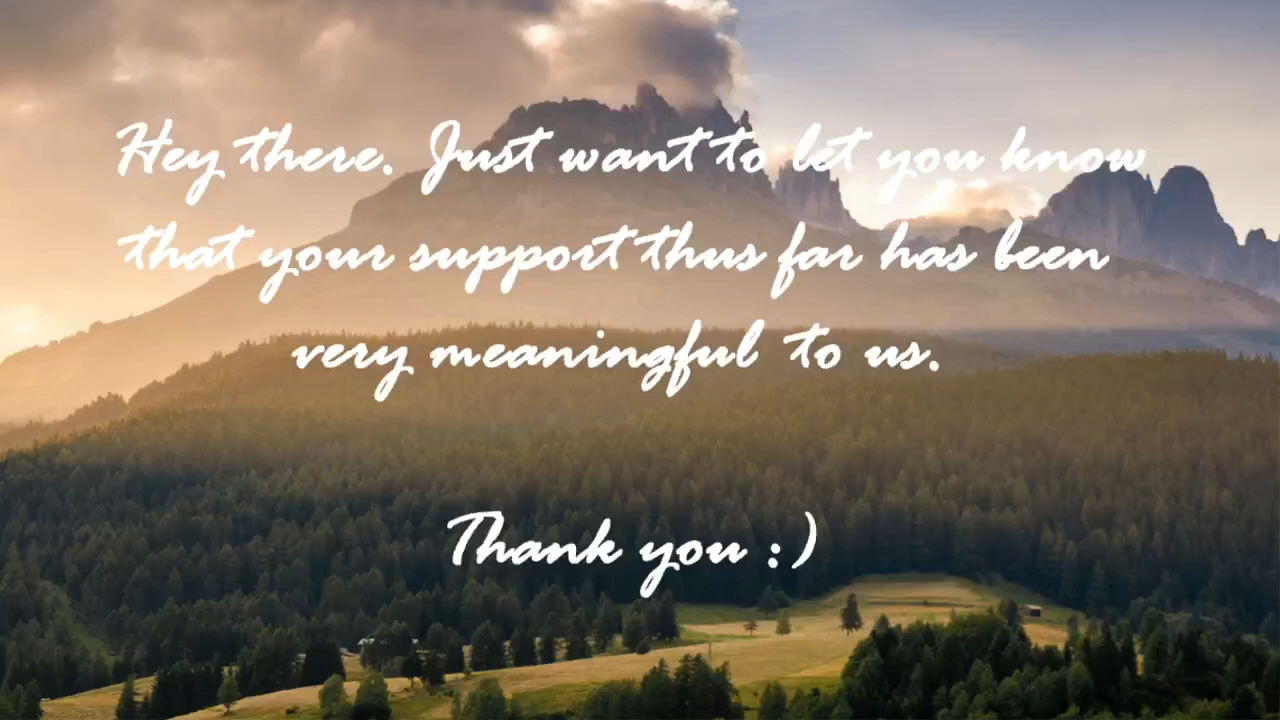 Hey there. Just want to let you know
that your support thus far has been
very meaningful to us.
Thank you :)